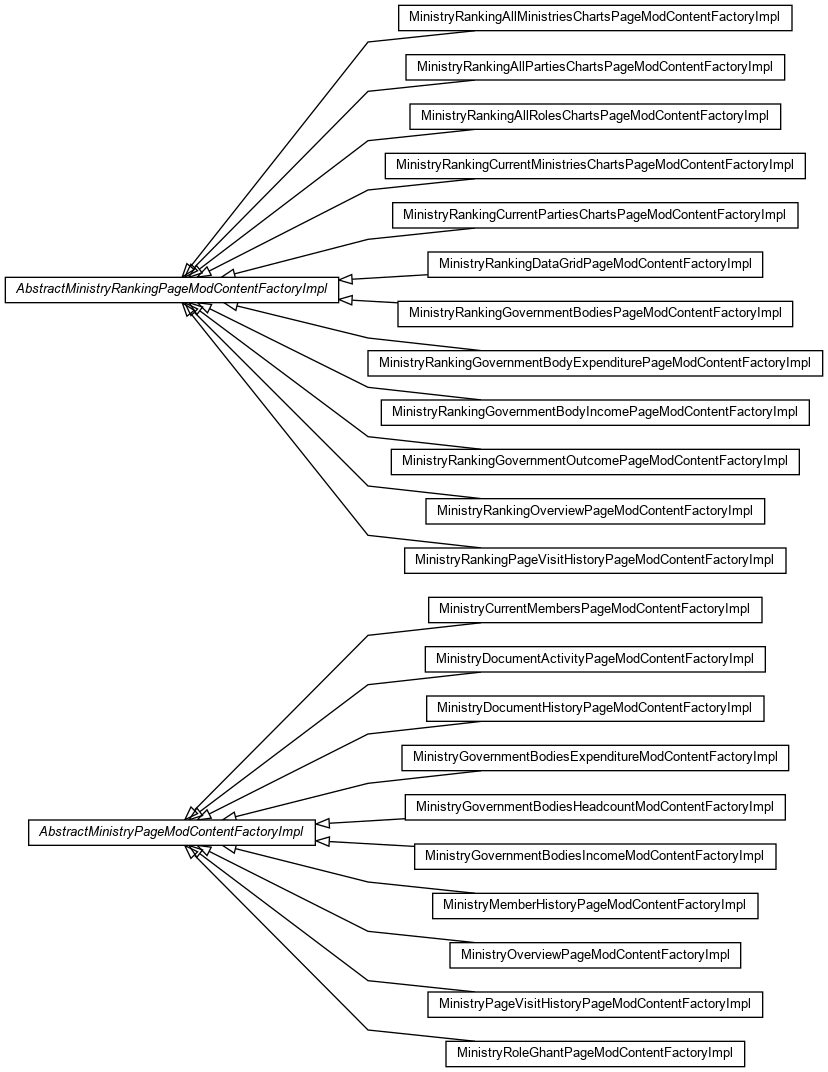 MinistryRankingAllMinistriesChartsPageModContentFactoryImpl
MinistryRankingAllPartiesChartsPageModContentFactoryImpl
MinistryRankingAllRolesChartsPageModContentFactoryImpl
MinistryRankingCurrentMinistriesChartsPageModContentFactoryImpl
MinistryRankingCurrentPartiesChartsPageModContentFactoryImpl
MinistryRankingDataGridPageModContentFactoryImpl
AbstractMinistryRankingPageModContentFactoryImpl
MinistryRankingGovernmentBodiesPageModContentFactoryImpl
MinistryRankingGovernmentBodyExpenditurePageModContentFactoryImpl
MinistryRankingGovernmentBodyIncomePageModContentFactoryImpl
MinistryRankingGovernmentOutcomePageModContentFactoryImpl
MinistryRankingOverviewPageModContentFactoryImpl
MinistryRankingPageVisitHistoryPageModContentFactoryImpl
MinistryCurrentMembersPageModContentFactoryImpl
MinistryDocumentActivityPageModContentFactoryImpl
MinistryDocumentHistoryPageModContentFactoryImpl
MinistryGovernmentBodiesExpenditureModContentFactoryImpl
MinistryGovernmentBodiesHeadcountModContentFactoryImpl
AbstractMinistryPageModContentFactoryImpl
MinistryGovernmentBodiesIncomeModContentFactoryImpl
MinistryMemberHistoryPageModContentFactoryImpl
MinistryOverviewPageModContentFactoryImpl
MinistryPageVisitHistoryPageModContentFactoryImpl
MinistryRoleGhantPageModContentFactoryImpl